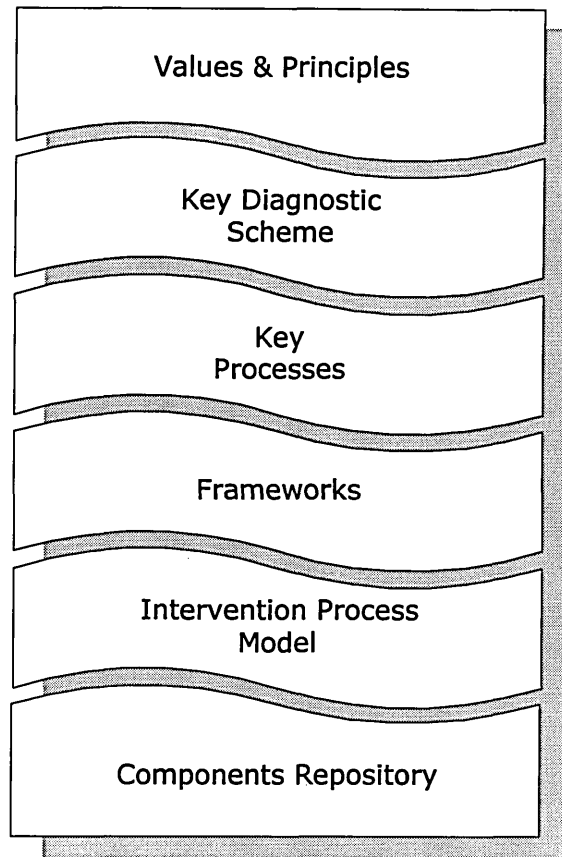 Values & Principles
Key Diagnostic
Scheme
Key
Processes
Frameworks
Intervention Process
Model
Components Repository